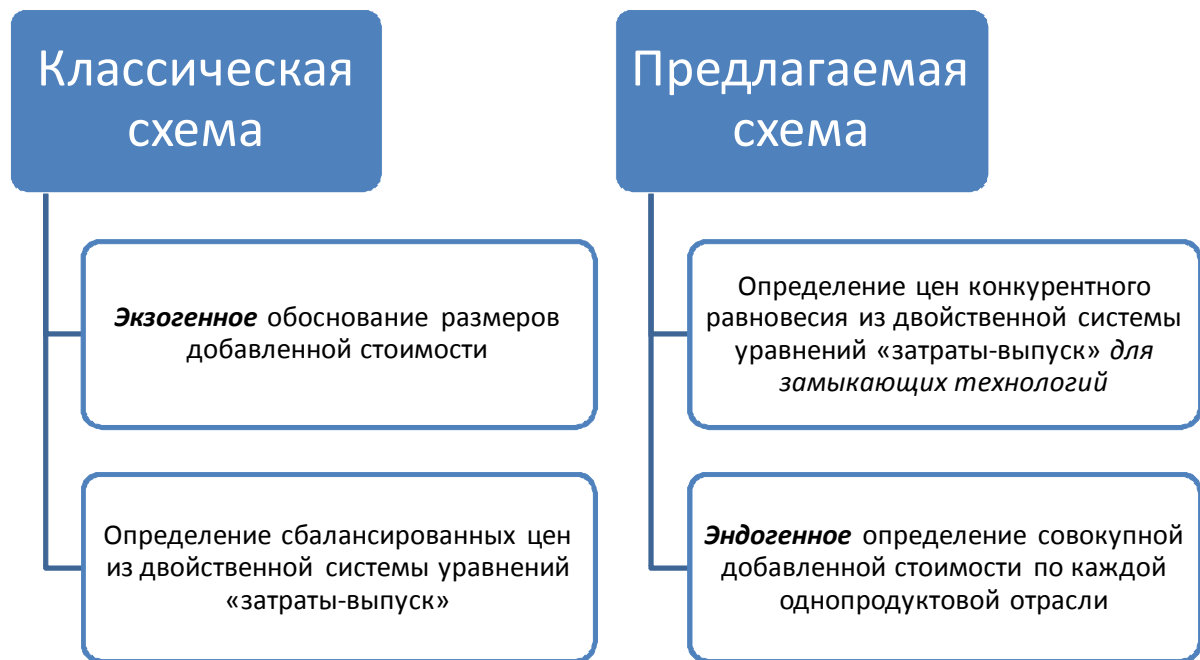 Классическая
схема
Экзогенное обоснование размеров
добавленной стоимости
Определение сбалансированных цен
из двойственной системы уравнений
«затраты-выпуск»
Предлагаемая
схема
Определение цен конкурентного
равновесия из двойственной системы
уравнений «затраты-выпуск» для
замыкающих технологий
Эндогенное определение совокупной
добавленной стоимости по каждой
однопродуктовой отрасли